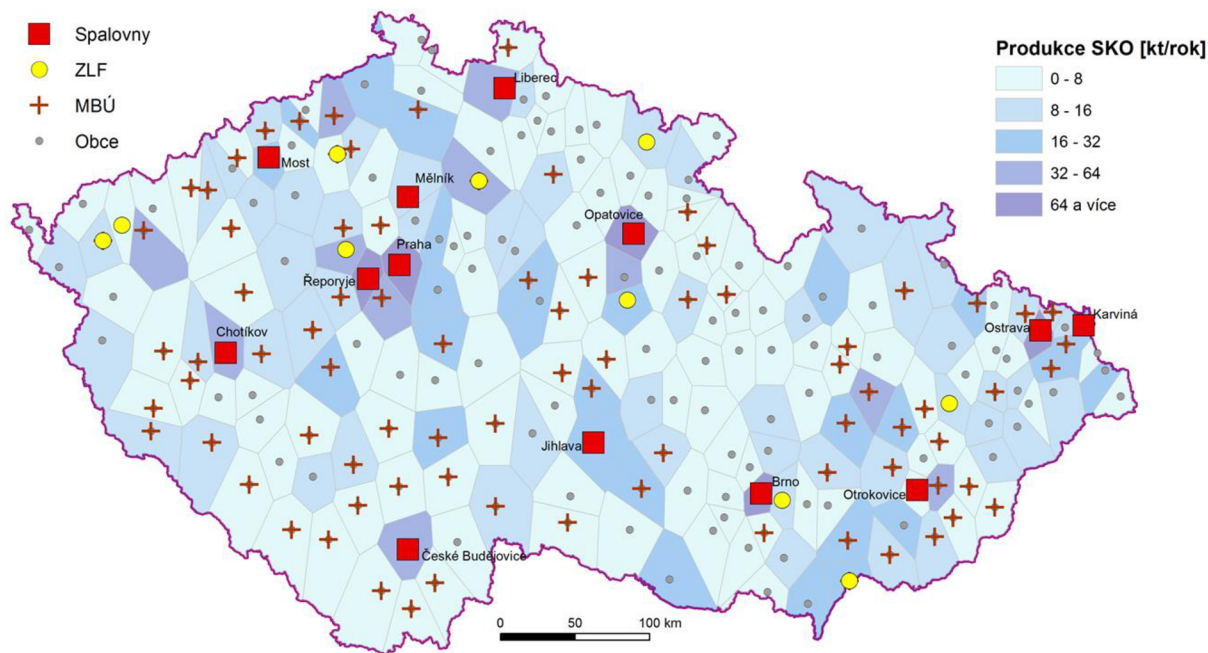 Spalovny
ZLF
MBÚ
Obce
Produkce SKO [kt/rok]
0 - 8
8 - 16
16 - 32
32 - 64
64 a více
Liberec
Most
Mělník
Opatovice
Praha
Řeporyje
Chotíkov
Karviná
Ostrava
Jihlava
Brno
Otrokovice
České Budějovice
0 50 100 km